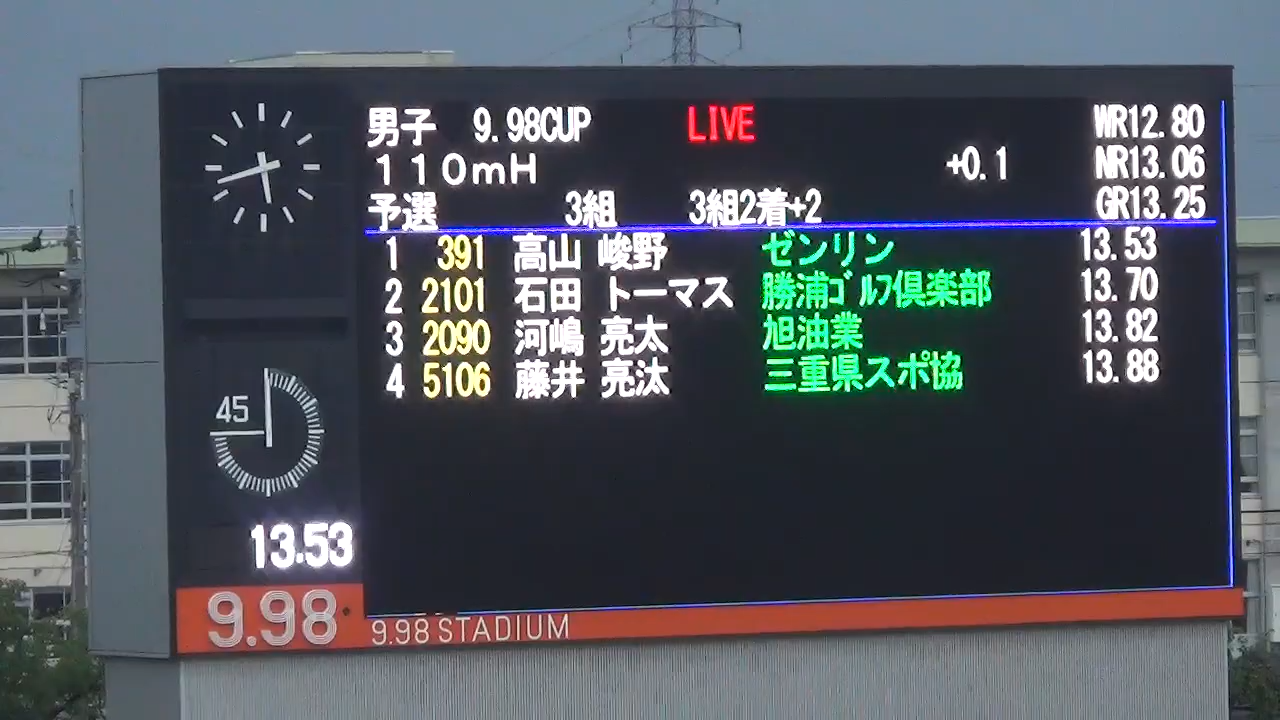 男子 9.98CUP LIVE WR12.80
110mH +0.1 NR13.06
予選 3組 3組2着+2 GR13.25
1 391 高山 峻野 ゼンリン 13.53
2 2101 石田 トーマス 勝浦ゴルフ倶楽部 13.70
3 2090 河嶋 亮太 旭油業 13.82
4 5106 藤井 亮汰 三重県スポ協 13.88
45
13.53
9.98
9.98 STADIUM